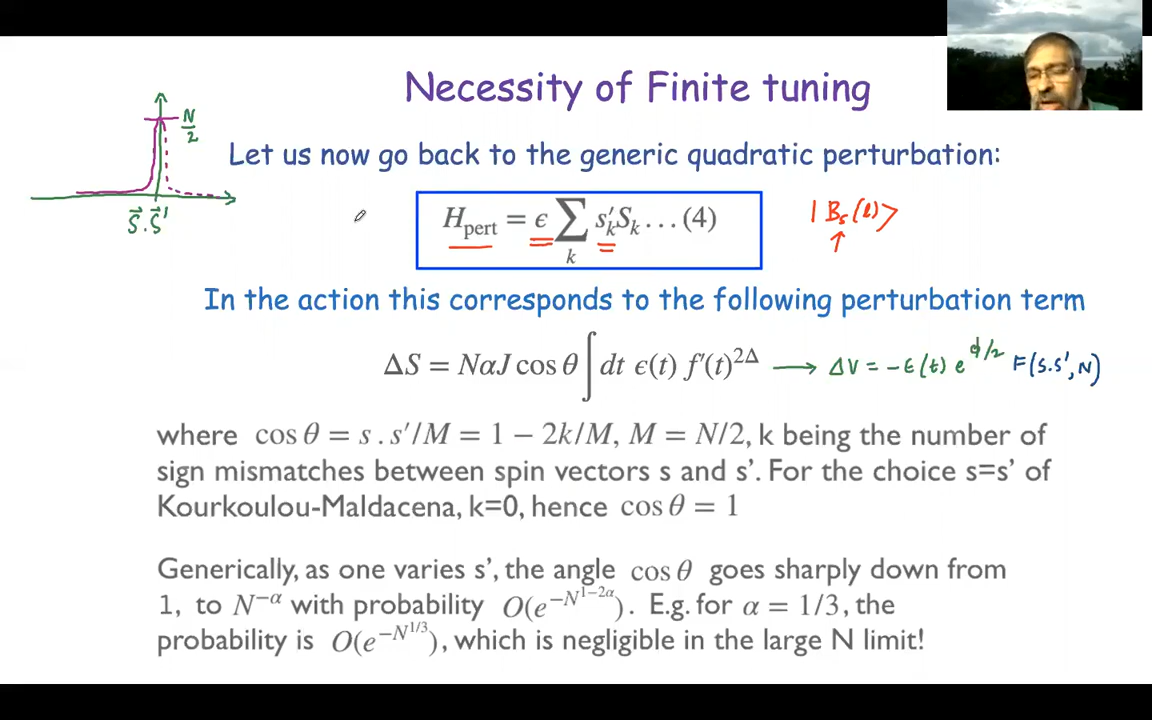 Necessity of Finite tuning
N/2
Let us now go back to the generic quadratic perturbation:
H_pert = ϵ ∑_k s′_k S_k … (4)
|B_s(l)>
s⃗.s⃗′
In the action this corresponds to the following perturbation term
ΔS = NαJ cos θ ∫ dt ϵ(t) f′(t)^{2Δ} → ΔV = −ϵ(t) e^{ϕ/2} F(s.s′, N)
where cos θ = s . s′/M = 1 − 2k/M, M = N/2, k being the number of
sign mismatches between spin vectors s and s’. For the choice s=s’ of
Kourkoulou-Maldacena, k=0, hence cos θ = 1
Generically, as one varies s’, the angle cos θ goes sharply down from
1, to N^{−α} with probability O(e^{−N^{1−2α}}). E.g. for α = 1/3, the
probability is O(e^{−N^{1/3}}), which is negligible in the large N limit!